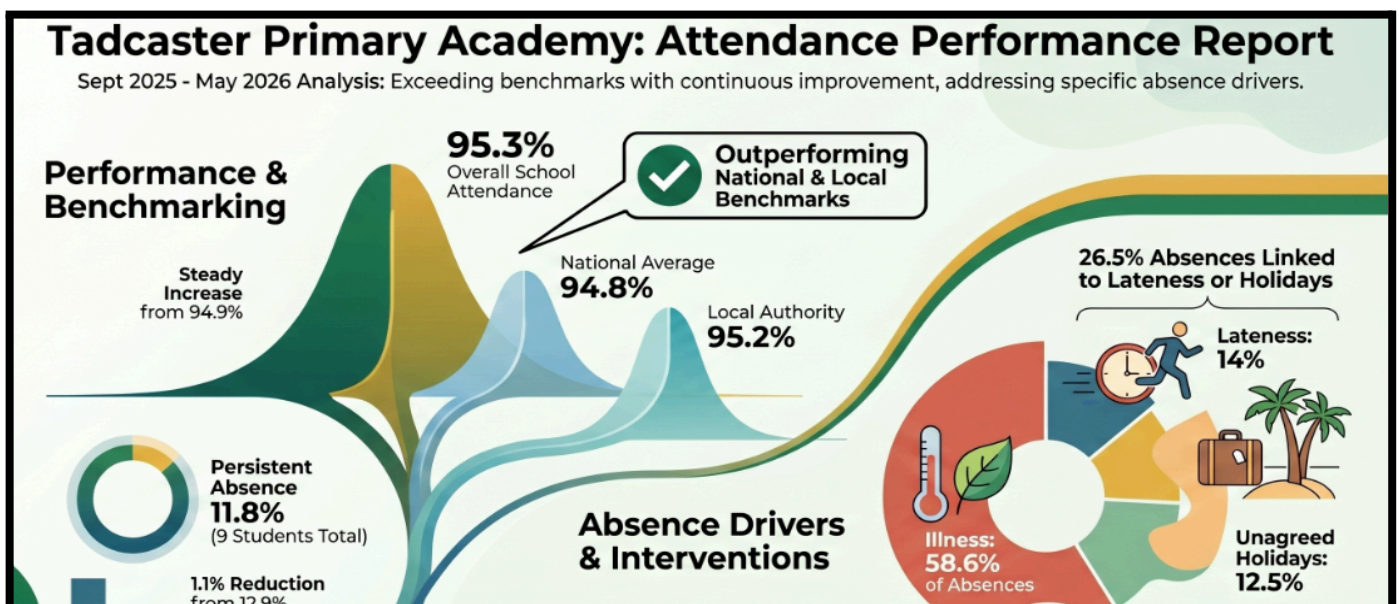 Tadcaster Primary Academy: Attendance Performance Report
Sept 2025 - May 2026 Analysis: Exceeding benchmarks with continuous improvement, addressing specific absence drivers.
Performance &
Benchmarking
95.3%
Overall School
Attendance
Outperforming
National & Local
Benchmarks
Steady
Increase
from 94.9%
National Average
94.8%
Local Authority
95.2%
26.5% Absences Linked
to Lateness or Holidays
Lateness:
14%
Persistent
Absence
11.8%
(9 Students Total)
1.1% Reduction
from 12.9%
Absence Drivers
& Interventions
Illness:
58.6%
of Absences
Unagreed
Holidays:
12.5%